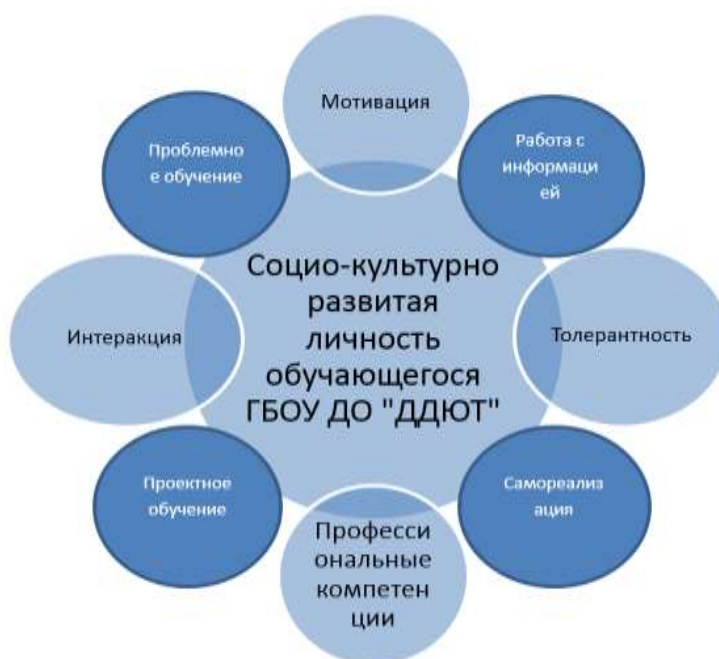 Мотивация
Проблемно
е обучение
Работа с
информаци
ей
Социо-культурно
развитая
личность
обучающегося
ГБОУ ДО "ДДЮТ"
Интеракция
Толерантность
Проектное
обучение
Самореализ
ация
Професси
ональные
компетен
ции